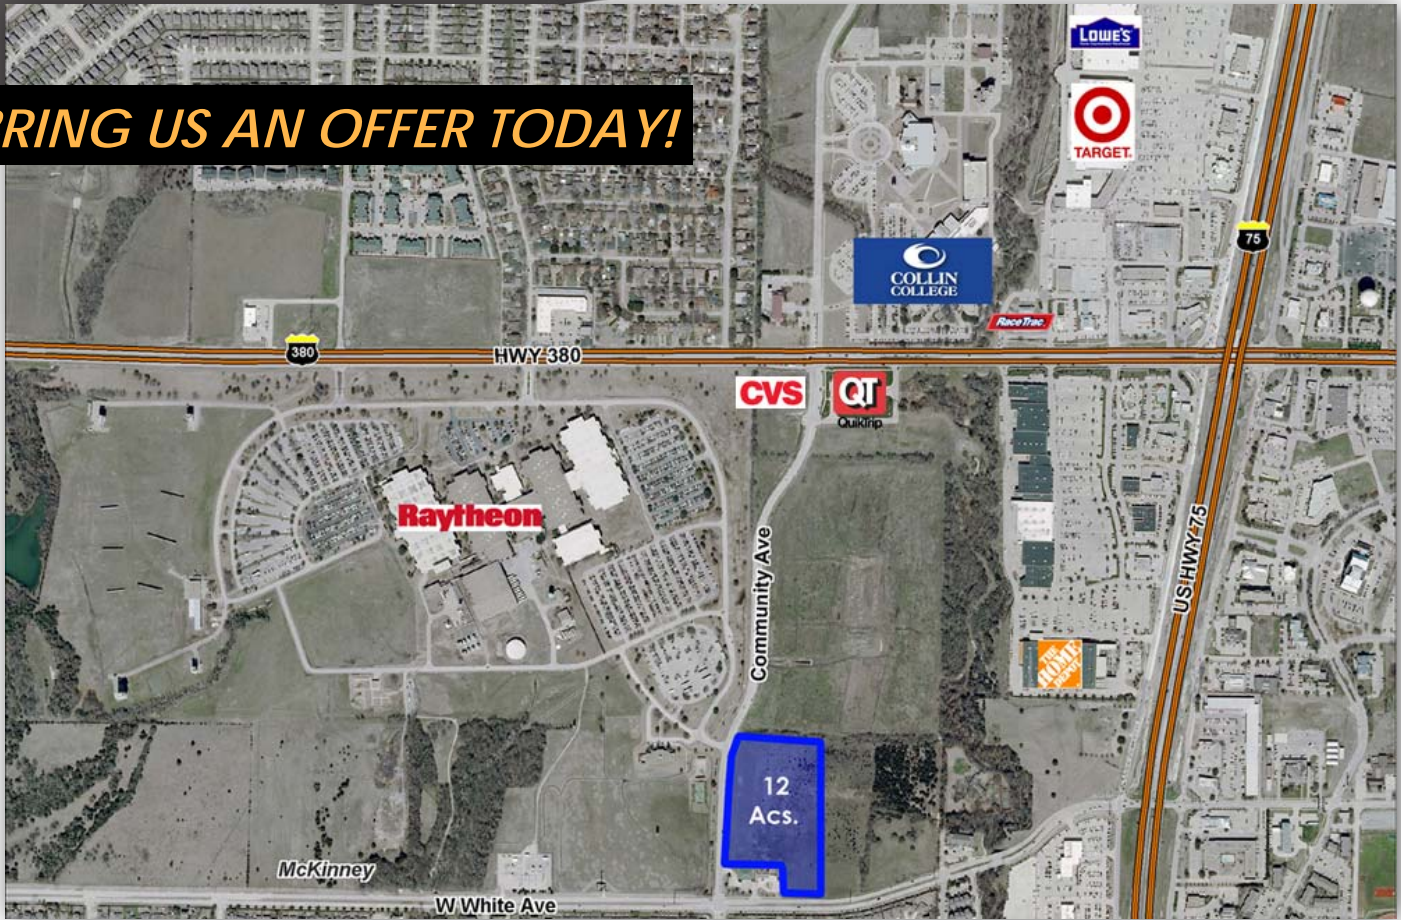 LOWE'S
RING US AN OFFER TODAY!
TARGET.
75
COLLIN
COLLEGE
RaceTrac
380
HWY 380
CVS
QT
QuikTrip
Raytheon
Community Ave
US HWY 75
THE
HOME
DEPOT
12
Acs.
McKinney
W White Ave